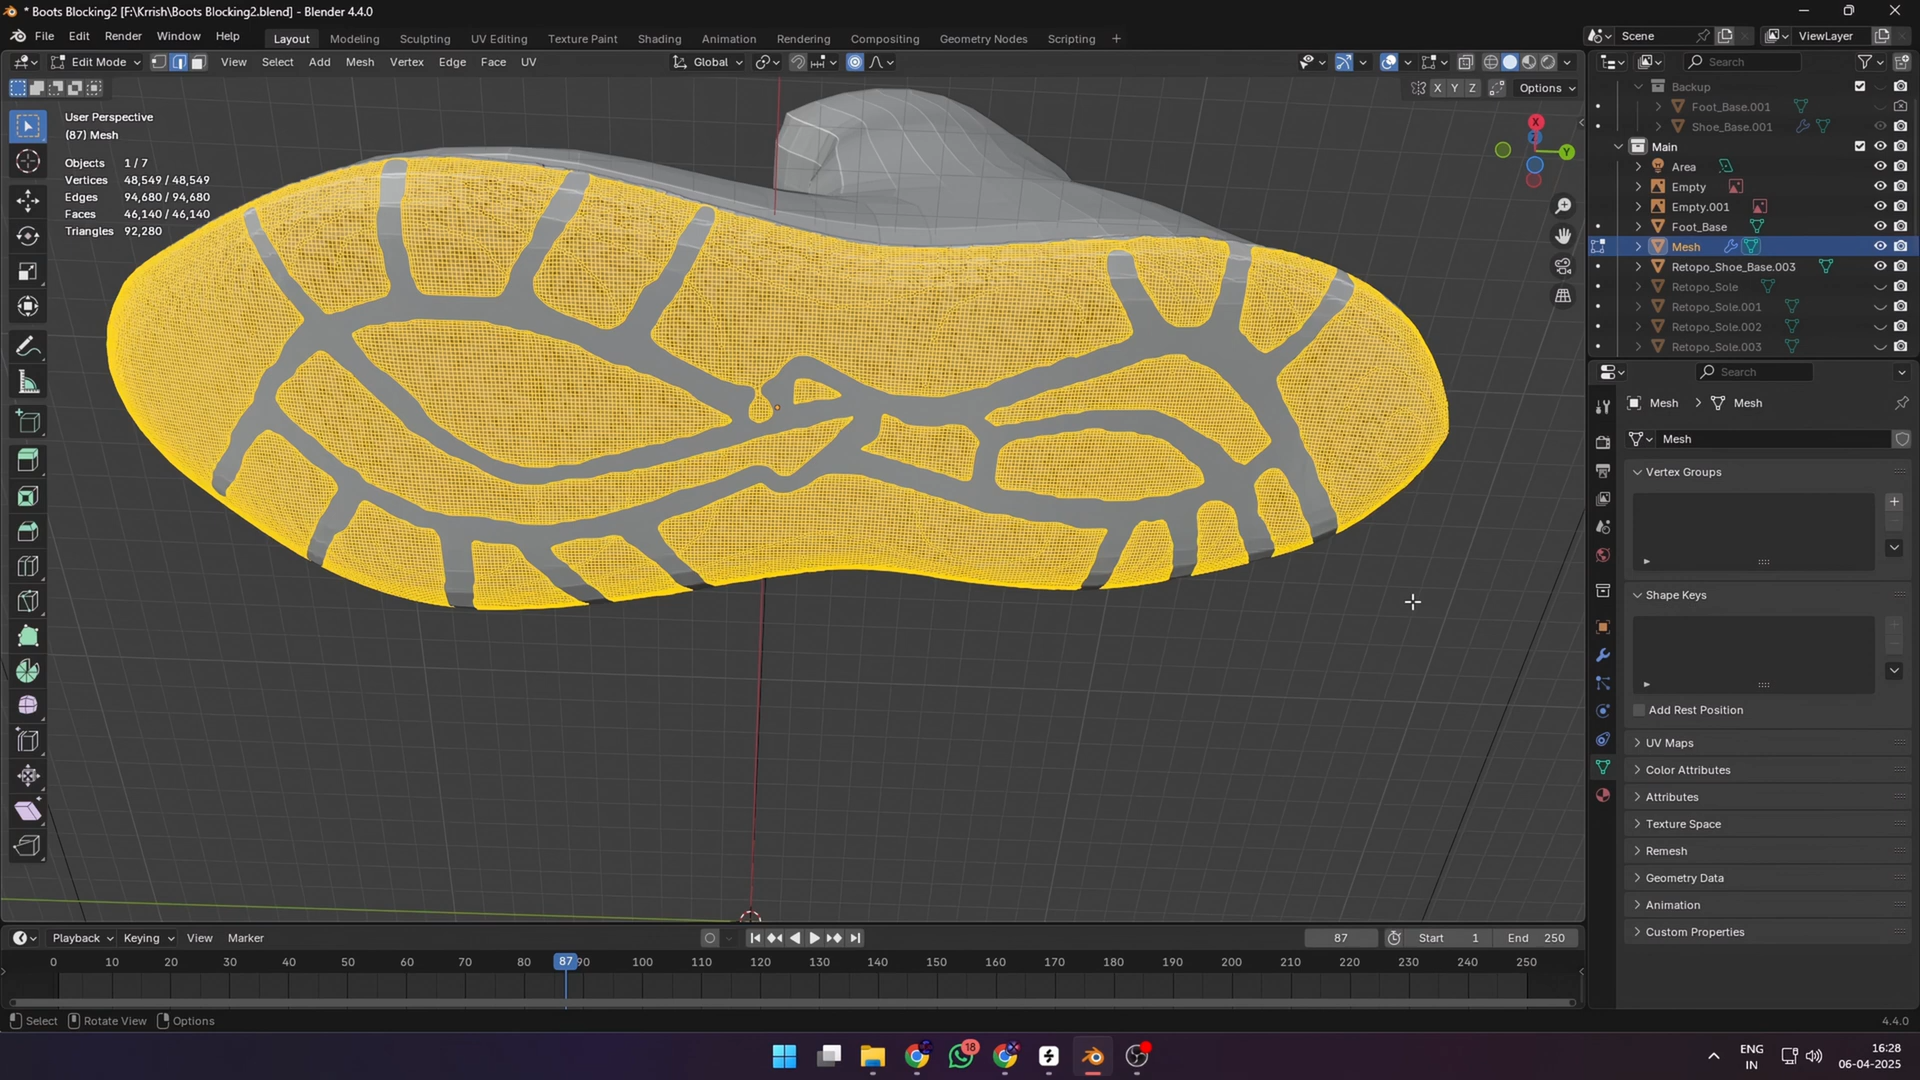 * Boots Blocking2 [F:\Krrish\Boots Blocking2.blend] - Blender 4.4.0
File Edit Render Window Help
Layout Modeling Sculpting UV Editing Texture Paint Shading Animation Rendering Compositing Geometry Nodes Scripting +
Scene
ViewLayer
Edit Mode View Select Add Mesh Vertex Edge Face UV
Global
Search
X Y Z Options
User Perspective
(87) Mesh
Objects 1 / 7
Vertices 48,549 / 48,549
Edges 94,680 / 94,680
Faces 46,140 / 46,140
Triangles 92,280
X
Y
Backup
Foot_Base.001
Shoe_Base.001
Main
Area
Empty
Empty.001
Foot_Base
Mesh
Retopo_Shoe_Base.003
Retopo_Sole
Retopo_Sole.001
Retopo_Sole.002
Retopo_Sole.003
Search
Mesh > Mesh
Mesh
Vertex Groups
Shape Keys
Add Rest Position
UV Maps
Color Attributes
Attributes
Texture Space
Remesh
Geometry Data
Animation
Custom Properties
Playback Keying View Marker
87 Start 1 End 250
0 10 20 30 40 50 60 70 80 87 90 100 110 120 130 140 150 160 170 180 190 200 210 220 230 240 250
Select Rotate View Options
4.4.0
18
ENG
IN
16:28
06-04-2025